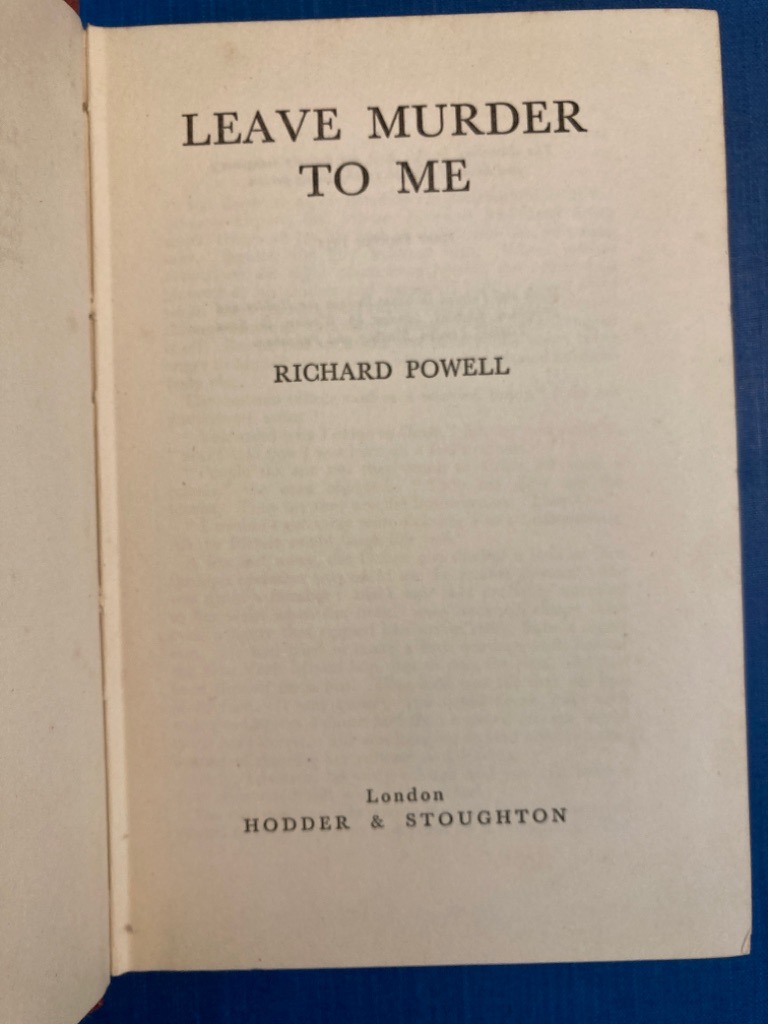 LEAVE MURDER
TO ME
RICHARD POWELL
London
HODDER & STOUGHTON